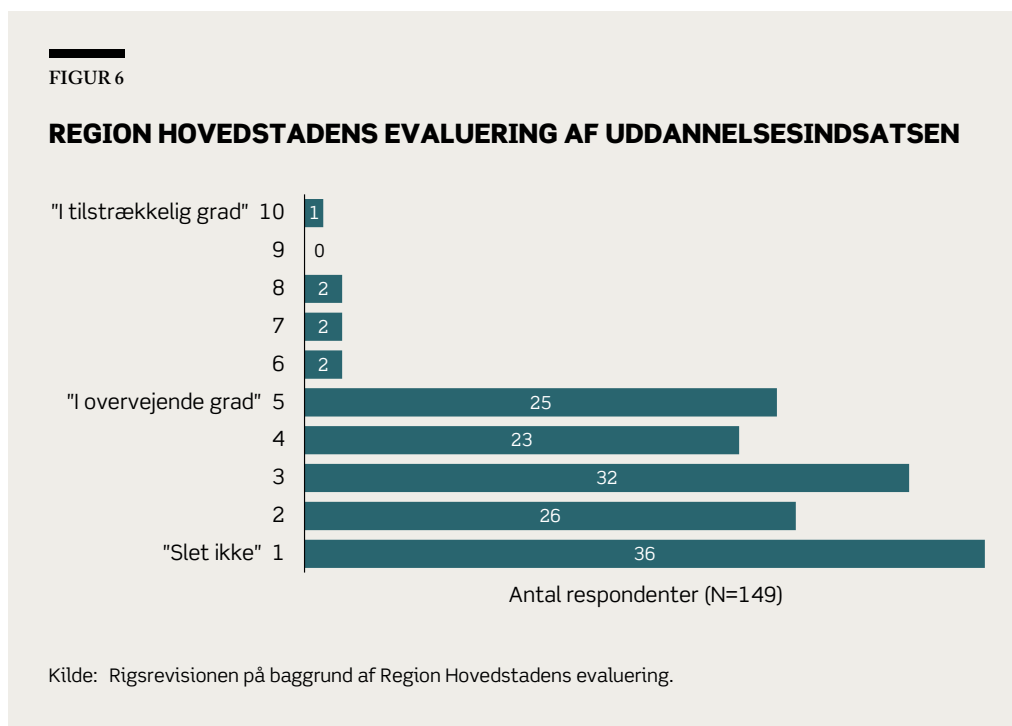 FIGUR 6
REGION HOVEDSTADENS EVALUERING AF UDDANNELSESINDSATSEN
"I tilstrækkelig grad" 10 1
9 0
8 2
7 2
6 2
"I overvejende grad" 5 25
4 23
3 32
2 26
"Slet ikke" 1 36
Antal respondenter (N=149)
Kilde: Rigsrevisionen på baggrund af Region Hovedstadens evaluering.